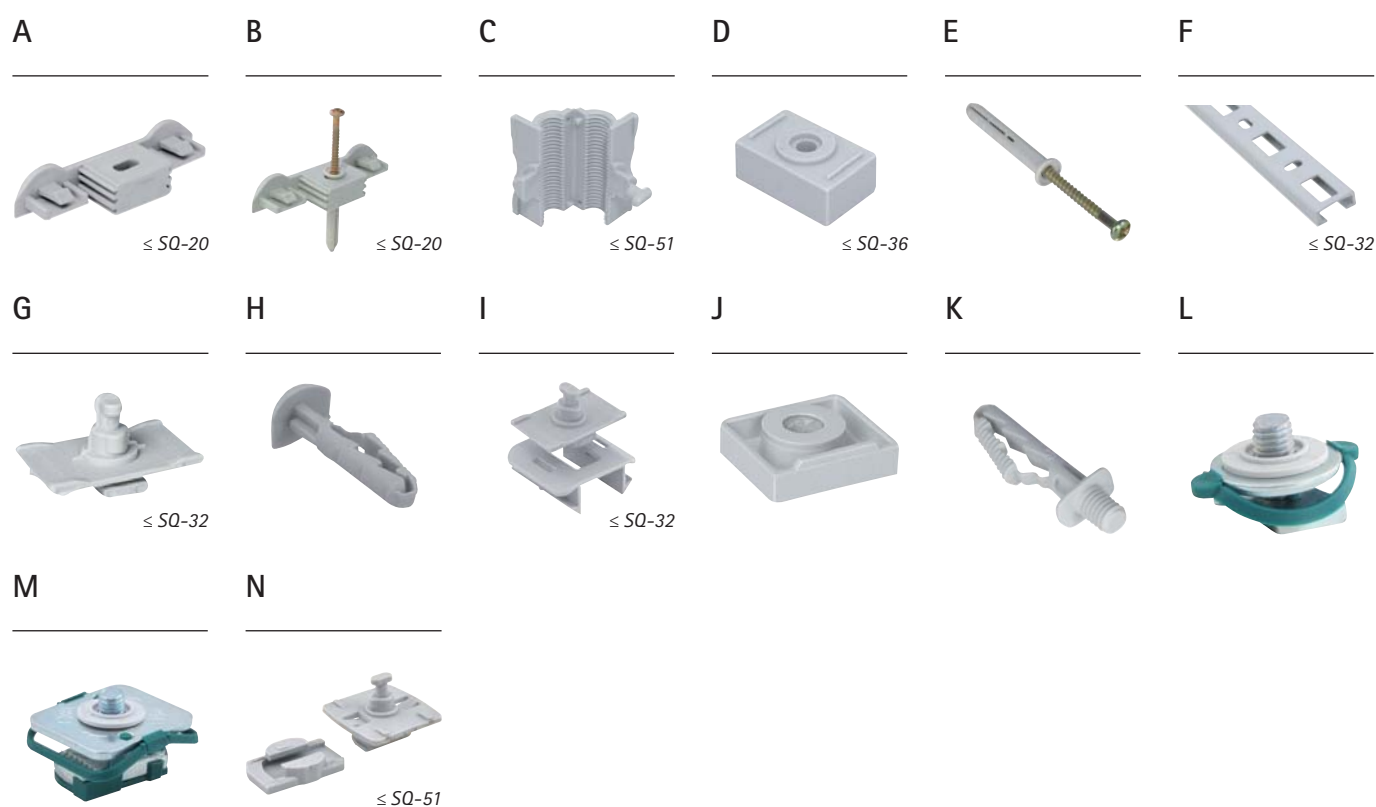 A B C D E F
≤ SQ-20 ≤ SQ-20 ≤ SQ-51 ≤ SQ-36 ≤ SQ-32
G H I J K L
≤ SQ-32 ≤ SQ-32
M N
≤ SQ-51